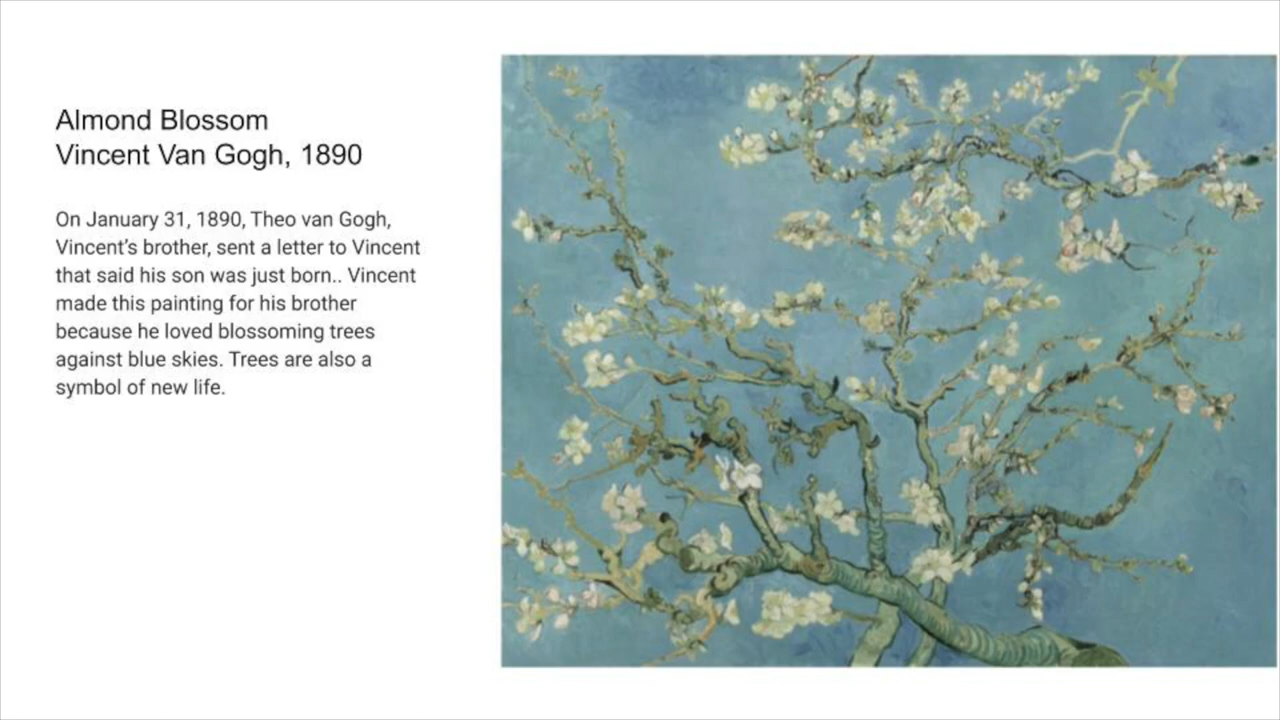 Almond Blossom
Vincent Van Gogh, 1890
On January 31, 1890, Theo van Gogh,
Vincent's brother, sent a letter to Vincent
that said his son was just born.. Vincent
made this painting for his brother
because he loved blossoming trees
against blue skies. Trees are also a
symbol of new life.